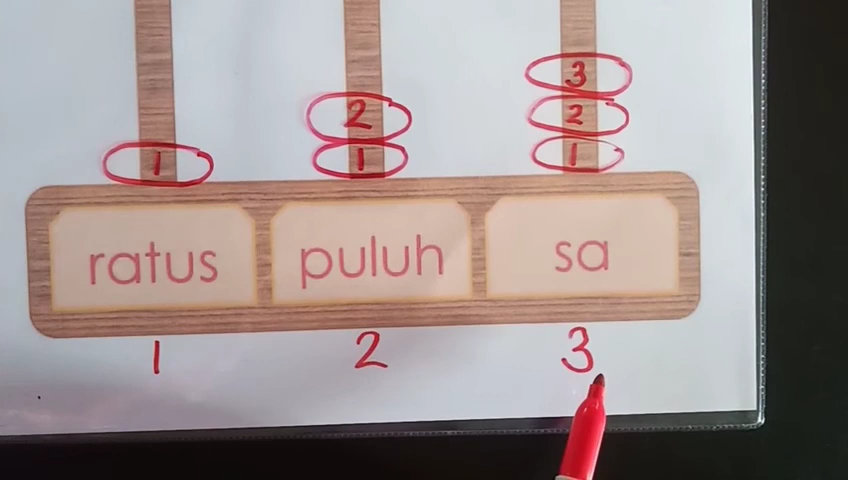 3
2 2
1 1 1
ratus puluh sa
1 2 3